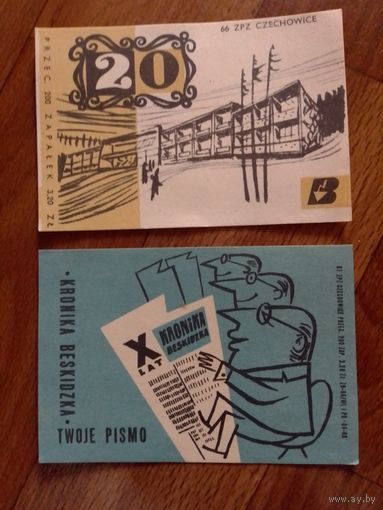 66 ZPZ CZECHOWICE
20
PRZEC. 200 ZAPAŁEK 3,20 ZŁ
B
X
LAT
KRONIKA
BESKIDZKA
• KRONIKA BESKIDZKA •
TWOJE PISMO
www.ay.by